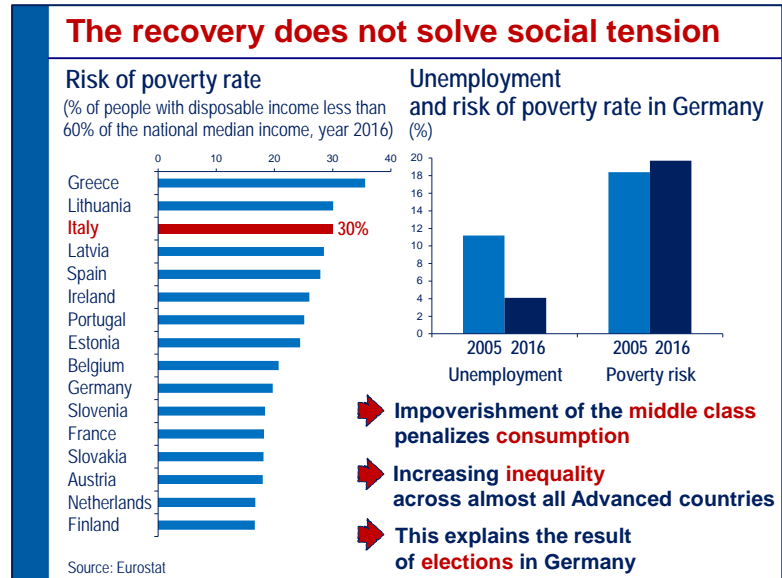 The recovery does not solve social tension
Risk of poverty rate
(% of people with disposable income less than
60% of the national median income, year 2016)
0 10 20 30 40
Greece
Lithuania
Italy 30%
Latvia
Spain
Ireland
Portugal
Estonia
Belgium
Germany
Slovenia
France
Slovakia
Austria
Netherlands
Finland
Source: Eurostat
Unemployment
and risk of poverty rate in Germany
(%)
20
18
16
14
12
10
8
6
4
2
0
2005 2016 2005 2016
Unemployment Poverty risk
Impoverishment of the middle class
penalizes consumption
Increasing inequality
across almost all Advanced countries
This explains the result
of elections in Germany